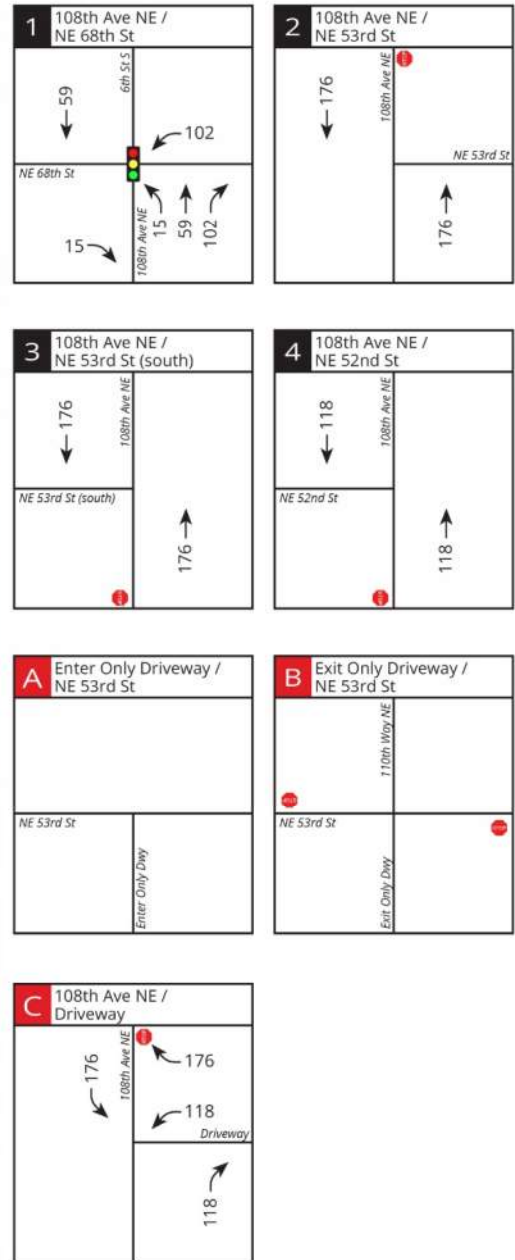 1 108th Ave NE /
NE 68th St
6th St S
59
102
NE 68th St
15
59
102
15
108th Ave NE
2 108th Ave NE /
NE 53rd St
108th Ave NE
176
NE 53rd St
176
3 108th Ave NE /
NE 53rd St (south)
108th Ave NE
176
NE 53rd St (south)
176
4 108th Ave NE /
NE 52nd St
108th Ave NE
118
NE 52nd St
118
A Enter Only Driveway /
NE 53rd St
NE 53rd St
Enter Only Dwy
B Exit Only Driveway /
NE 53rd St
110th Way NE
NE 53rd St
Exit Only Dwy
C 108th Ave NE /
Driveway
108th Ave NE
176
176
118
Driveway
118